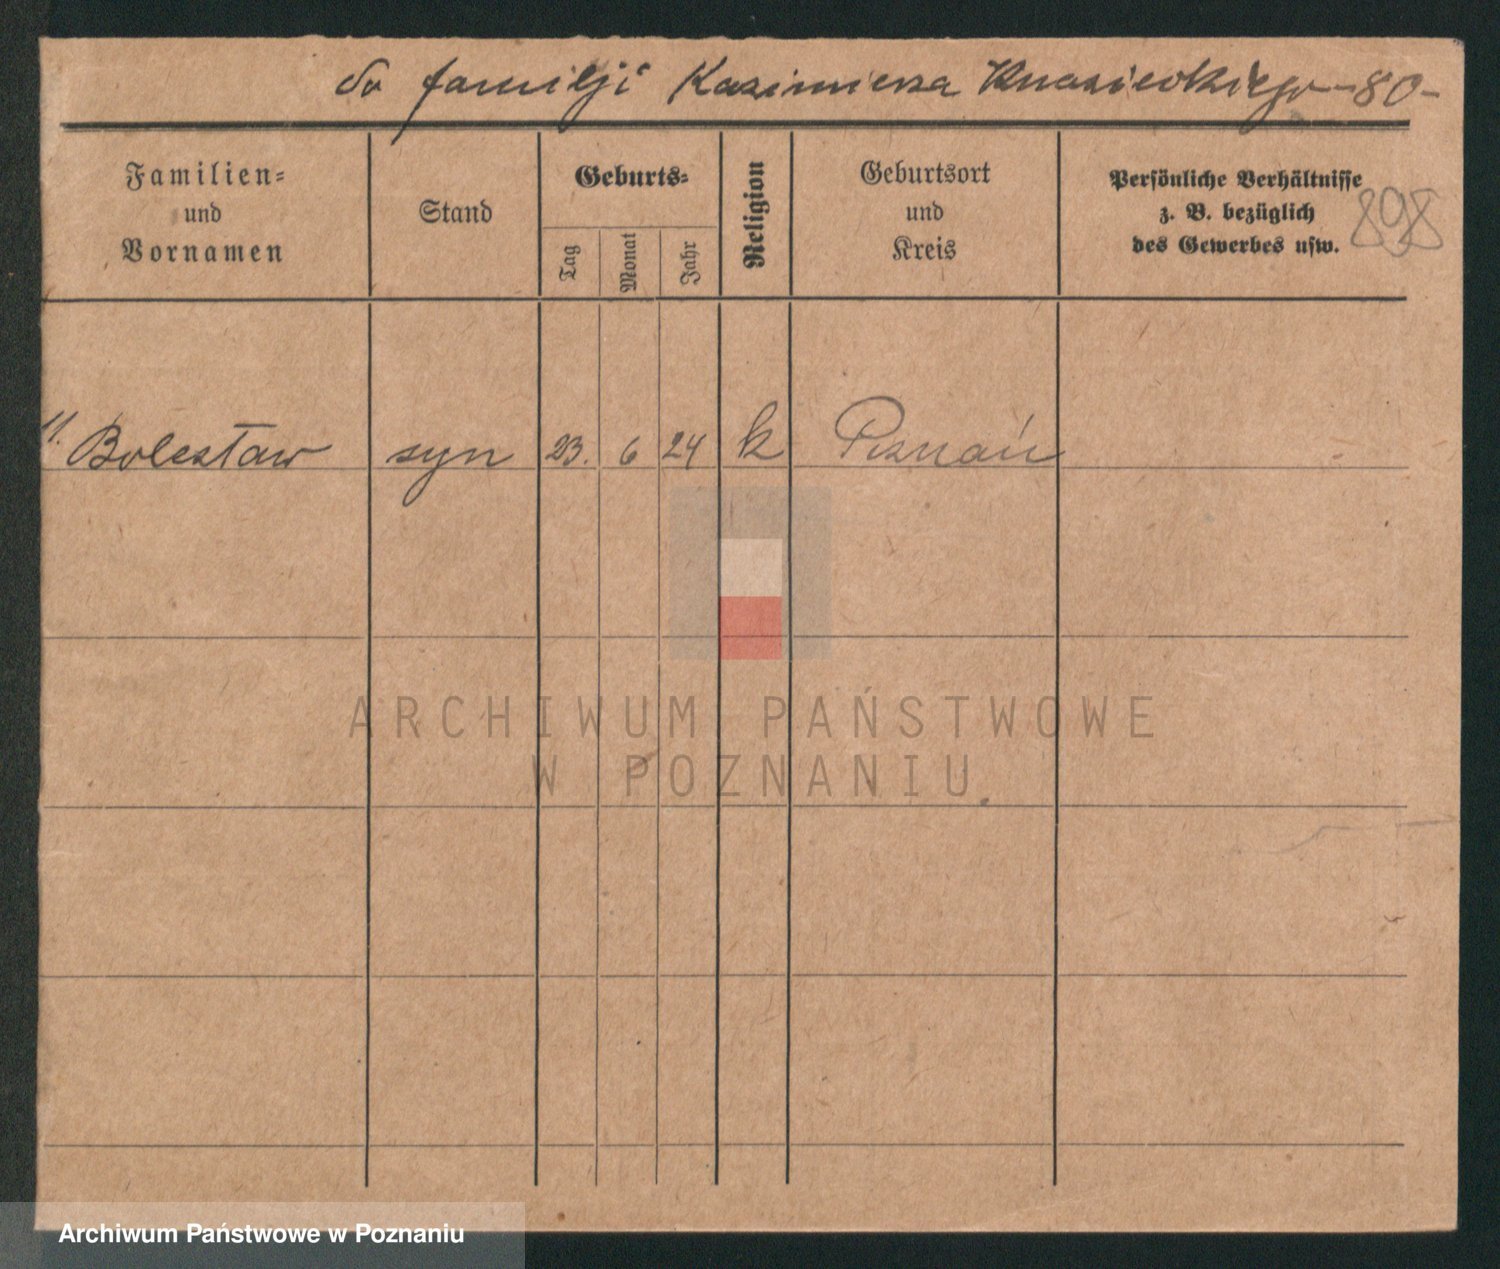 do familji Kazimierza -80-
Familien=
und
Vornamen
Stand
Geburts=
Tag
Monat
Jahr
Religion
Geburtsort
und
Kreis
Persönliche Verhältnisse
z. B. bezüglich
des Gewerbes usw.
898
11. Bolesław syn 23. 6 24 k Poznań
ARCHIWUM PAŃSTWOWE
W POZNANIU
Archiwum Państwowe w Poznaniu